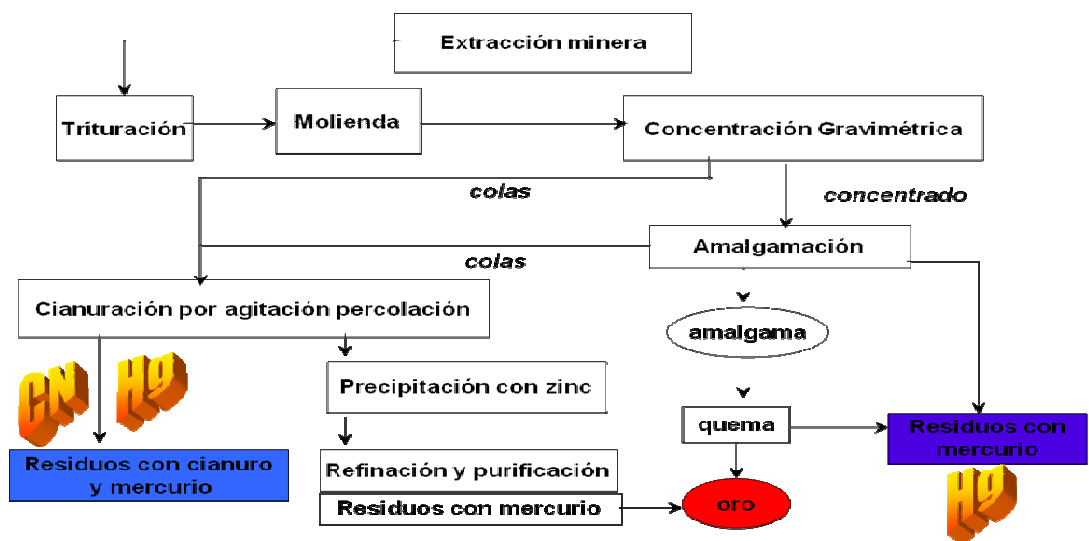 Extracción minera
Trituración
Molienda
Concentración Gravimétrica
colas
concentrado
Amalgamación
colas
Cianuración por agitación percolación
amalgama
CN
Hg
Precipitación con zinc
quema
Residuos con
mercurio
Residuos con cianuro
y mercurio
Refinación y purificación
Residuos con mercurio
oro
Hg